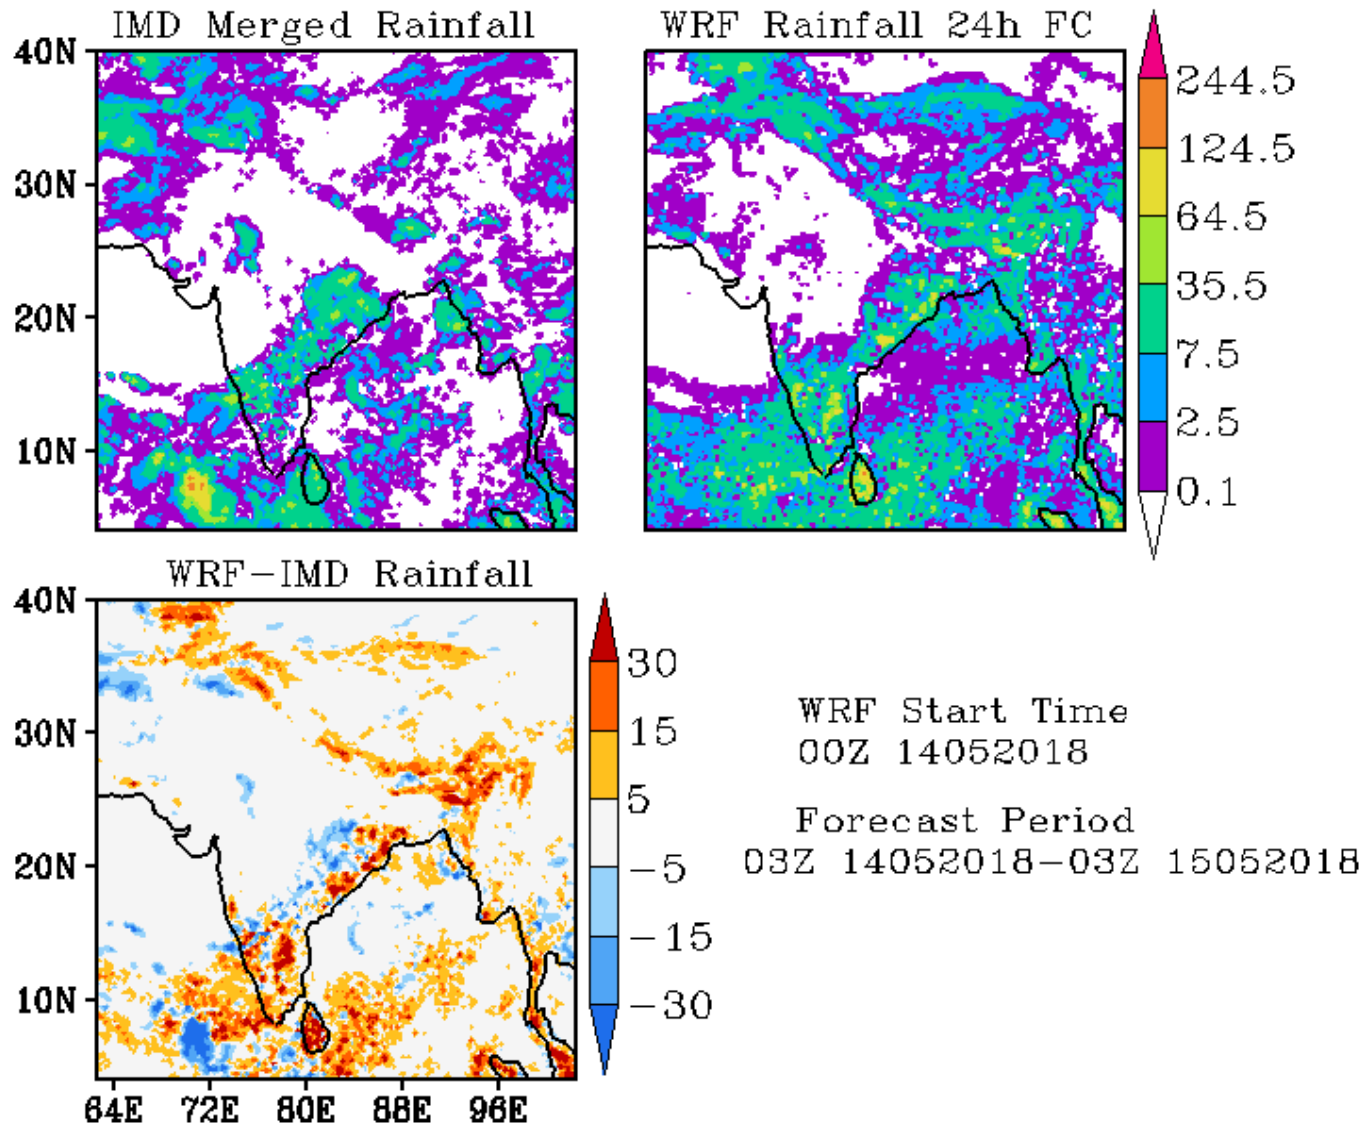 IMD Merged Rainfall
WRF Rainfall 24h FC
40N
30N
20N
10N
244.5
124.5
64.5
35.5
7.5
2.5
0.1
WRF-IMD Rainfall
40N
30N
20N
10N
64E 72E 80E 88E 96E
30
15
5
-5
-15
-30
WRF Start Time
00Z 14052018
Forecast Period
03Z 14052018-03Z 15052018